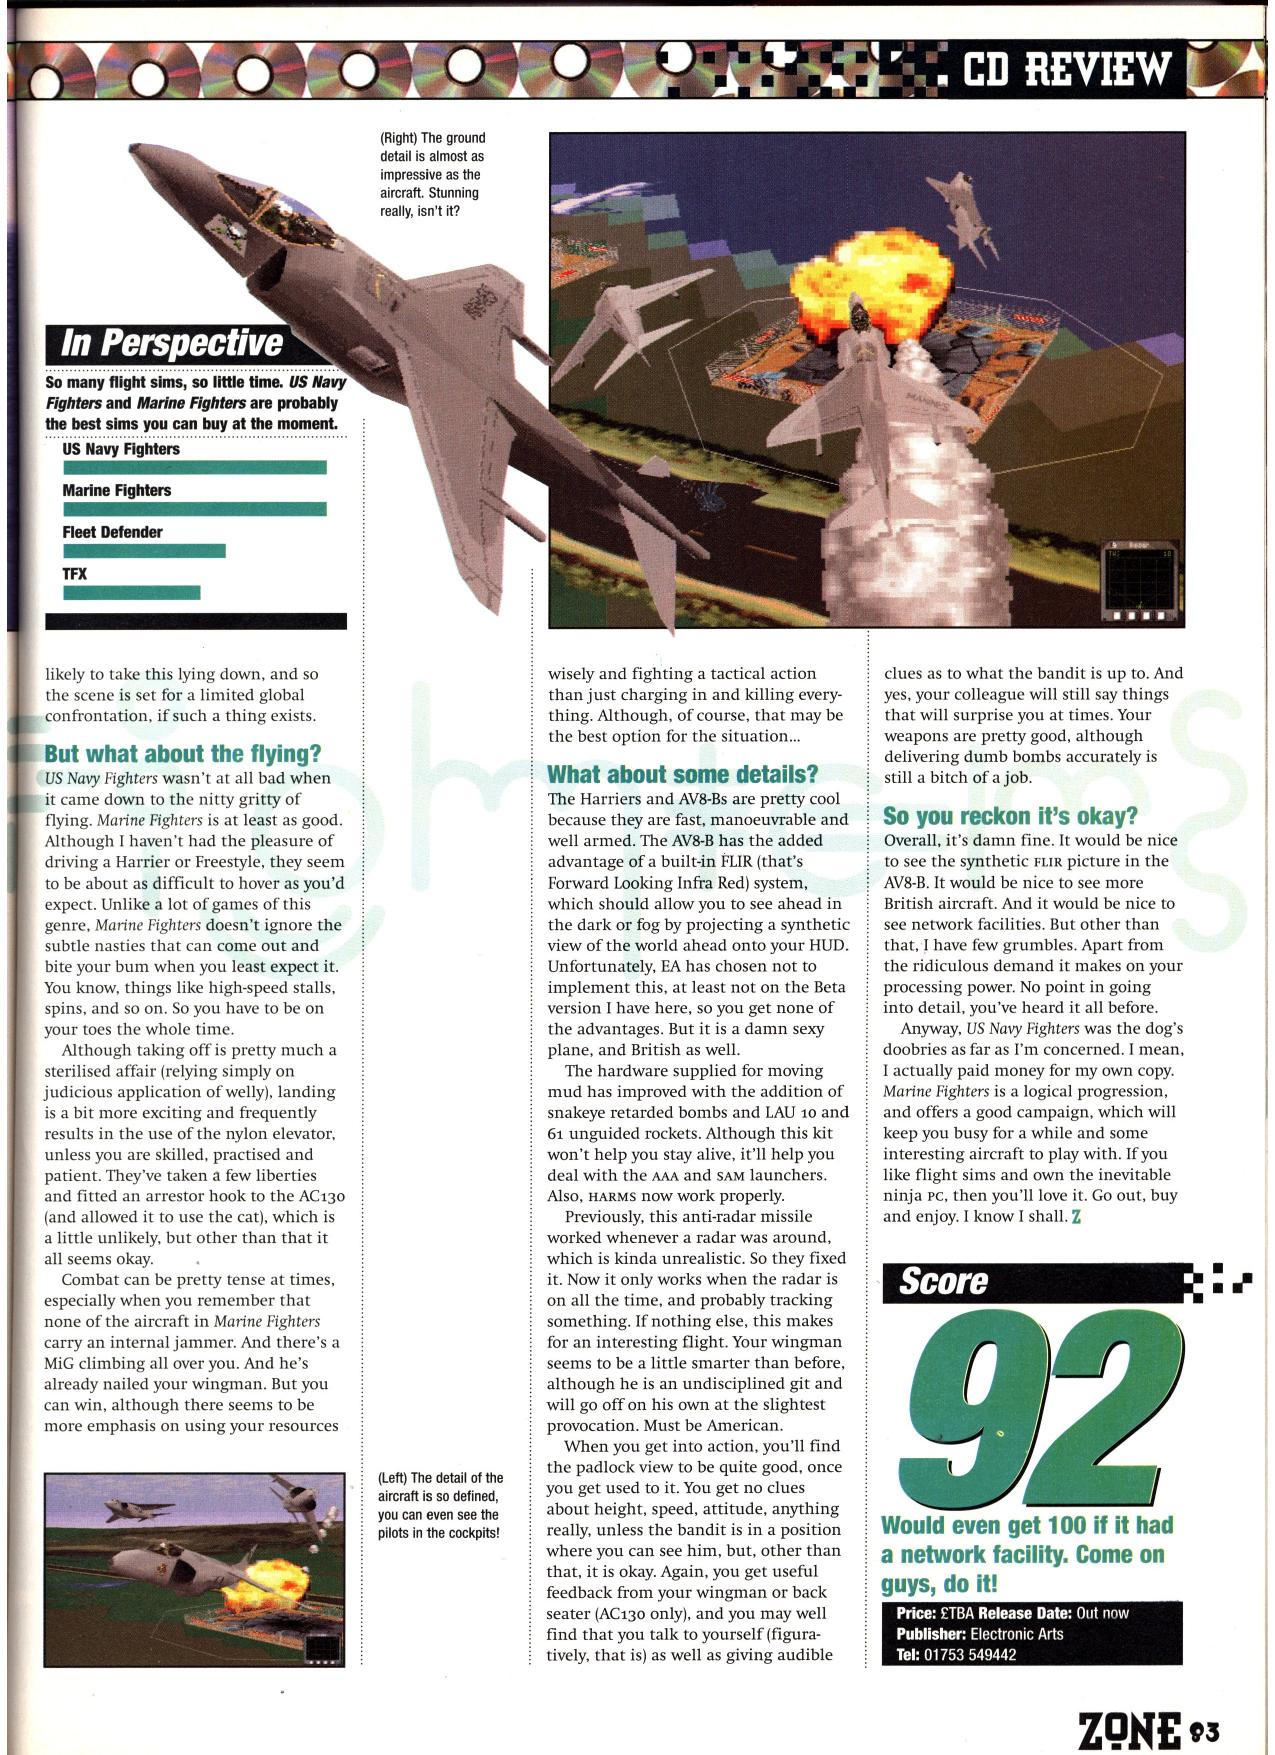 CD REVIEW
(Right) The ground
detail is almost as
impressive as the
aircraft. Stunning
really, isn't it?
In Perspective
So many flight sims, so little time. US Navy
Fighters and Marine Fighters are probably
the best sims you can buy at the moment.
US Navy Fighters
Marine Fighters
Fleet Defender
TFX
likely to take this lying down, and so
the scene is set for a limited global
confrontation, if such a thing exists.
But what about the flying?
US Navy Fighters wasn't at all bad when
it came down to the nitty gritty of
flying. Marine Fighters is at least as good.
Although I haven't had the pleasure of
driving a Harrier or Freestyle, they seem
to be about as difficult to hover as you'd
expect. Unlike a lot of games of this
genre, Marine Fighters doesn't ignore the
subtle nasties that can come out and
bite your bum when you least expect it.
You know, things like high-speed stalls,
spins, and so on. So you have to be on
your toes the whole time.
Although taking off is pretty much a
sterilised affair (relying simply on
judicious application of welly), landing
is a bit more exciting and frequently
results in the use of the nylon elevator,
unless you are skilled, practised and
patient. They've taken a few liberties
and fitted an arrestor hook to the AC130
(and allowed it to use the cat), which is
a little unlikely, but other than that it
all seems okay.
Combat can be pretty tense at times,
especially when you remember that
none of the aircraft in Marine Fighters
carry an internal jammer. And there's a
MiG climbing all over you. And he's
already nailed your wingman. But you
can win, although there seems to be
more emphasis on using your resources
(Left) The detail of the
aircraft is so defined,
you can even see the
pilots in the cockpits!
wisely and fighting a tactical action
than just charging in and killing every-
thing. Although, of course, that may be
the best option for the situation...
What about some details?
The Harriers and AV8-Bs are pretty cool
because they are fast, manoeuvrable and
well armed. The AV8-B has the added
advantage of a built-in FLIR (that's
Forward Looking Infra Red) system,
which should allow you to see ahead in
the dark or fog by projecting a synthetic
view of the world ahead onto your HUD.
Unfortunately, EA has chosen not to
implement this, at least not on the Beta
version I have here, so you get none of
the advantages. But it is a damn sexy
plane, and British as well.
The hardware supplied for moving
mud has improved with the addition of
snakeye retarded bombs and LAU 10 and
61 unguided rockets. Although this kit
won't help you stay alive, it'll help you
deal with the AAA and SAM launchers.
Also, HARMS now work properly.
Previously, this anti-radar missile
worked whenever a radar was around,
which is kinda unrealistic. So they fixed
it. Now it only works when the radar is
on all the time, and probably tracking
something. If nothing else, this makes
for an interesting flight. Your wingman
seems to be a little smarter than before,
although he is an undisciplined git and
will go off on his own at the slightest
provocation. Must be American.
When you get into action, you'll find
the padlock view to be quite good, once
you get used to it. You get no clues
about height, speed, attitude, anything
really, unless the bandit is in a position
where you can see him, but, other than
that, it is okay. Again, you get useful
feedback from your wingman or back
seater (AC130 only), and you may well
find that you talk to yourself (figura-
tively, that is) as well as giving audible
clues as to what the bandit is up to. And
yes, your colleague will still say things
that will surprise you at times. Your
weapons are pretty good, although
delivering dumb bombs accurately is
still a bitch of a job.
So you reckon it's okay?
Overall, it's damn fine. It would be nice
to see the synthetic FLIR picture in the
AV8-B. It would be nice to see more
British aircraft. And it would be nice to
see network facilities. But other than
that, I have few grumbles. Apart from
the ridiculous demand it makes on your
processing power. No point in going
into detail, you've heard it all before.
Anyway, US Navy Fighters was the dog's
doobries as far as I'm concerned. I mean,
I actually paid money for my own copy.
Marine Fighters is a logical progression,
and offers a good campaign, which will
keep you busy for a while and some
interesting aircraft to play with. If you
like flight sims and own the inevitable
ninja PC, then you'll love it. Go out, buy
and enjoy. I know I shall. Z
Score
92
Would even get 100 if it had
a network facility. Come on
guys, do it!
Price: £TBA Release Date: Out now
Publisher: Electronic Arts
Tel: 01753 549442
ZONE 93